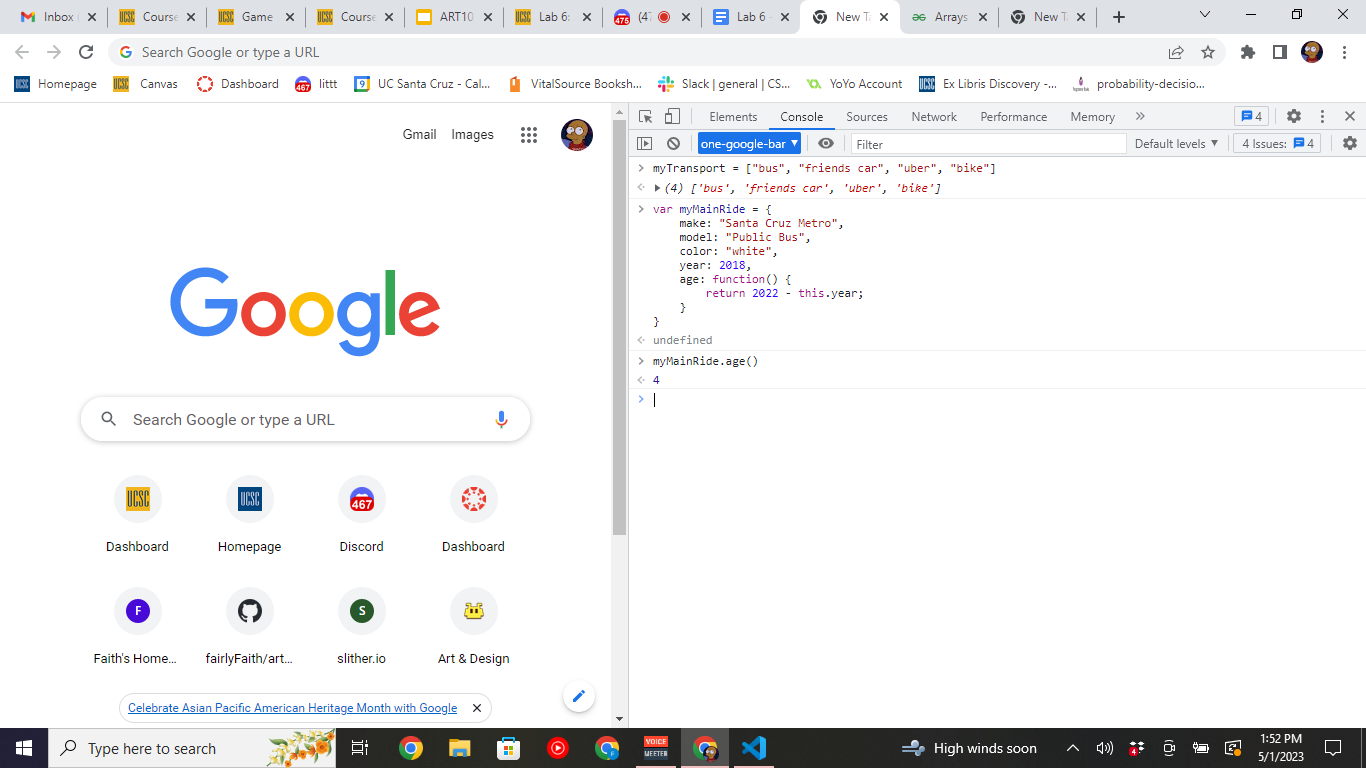 Inbox
Course
Game
Course
ART10
Lab 6:
(47
Lab 6 -
New Ta
Arrays
New Ta
Search Google or type a URL
Homepage
Canvas
Dashboard
littt
UC Santa Cruz - Cal...
VitalSource Booksh...
Slack | general | CS...
YoYo Account
Ex Libris Discovery -...
probability-decisio...
Gmail Images
Google
Search Google or type a URL
Dashboard
Homepage
Discord
Dashboard
Faith's Home...
fairlyFaith/art...
slither.io
Art & Design
Celebrate Asian Pacific American Heritage Month with Google
Elements Console Sources Network Performance Memory 4
one-google-bar Filter Default levels 4 Issues: 4
myTransport = ["bus", "friends car", "uber", "bike"]
(4) ['bus', 'friends car', 'uber', 'bike']
var myMainRide = {
make: "Santa Cruz Metro",
model: "Public Bus",
color: "white",
year: 2018,
age: function() {
return 2022 - this.year;
}
}
undefined
myMainRide.age()
4
Type here to search
VOICE
MEETER
High winds soon
1:52 PM
5/1/2023